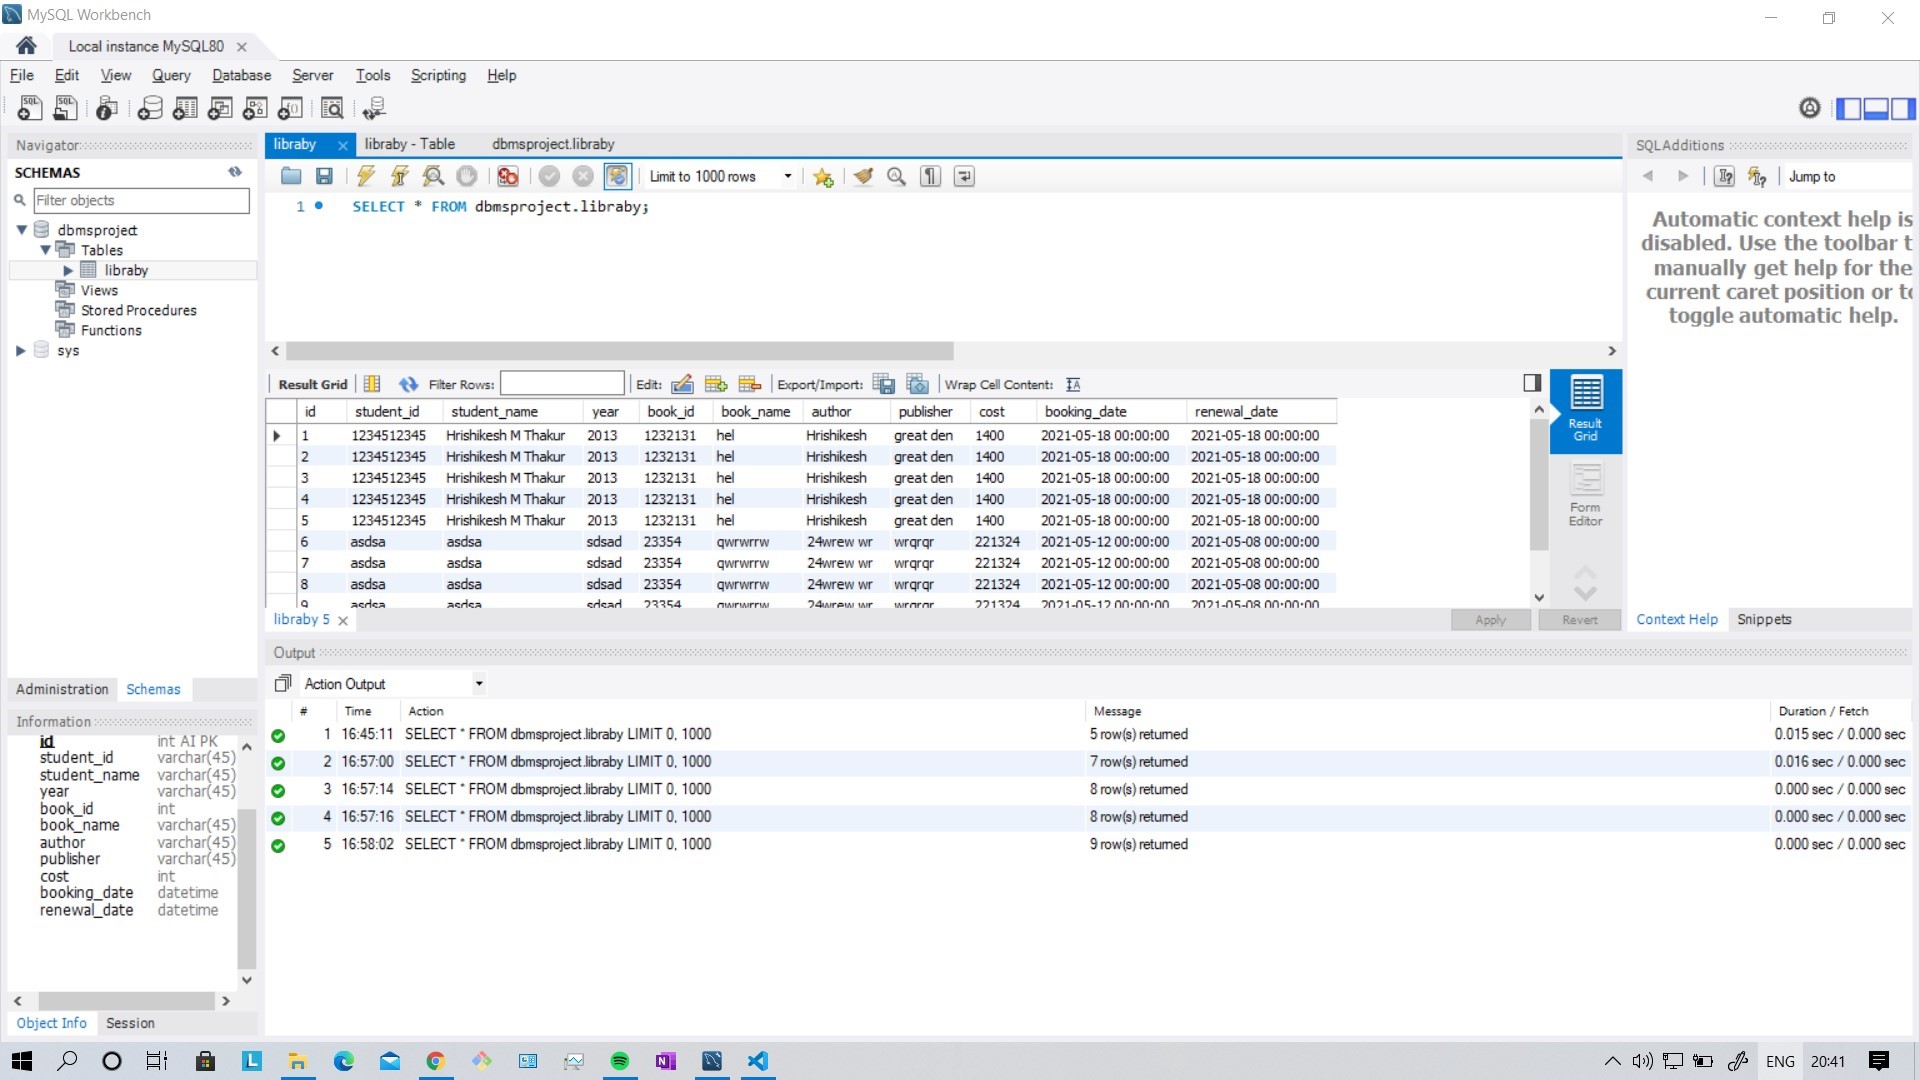 MySQL Workbench
Local instance MySQL80
File Edit View Query Database Server Tools Scripting Help
Navigator
SCHEMAS
Filter objects
dbmsproject
Tables
libraby
Views
Stored Procedures
Functions
sys
Administration Schemas
Information
id int AI PK
student_id varchar(45)
student_name varchar(45)
year varchar(45)
book_id int
book_name varchar(45)
author varchar(45)
publisher varchar(45)
cost int
booking_date datetime
renewal_date datetime
Object Info Session
libraby libraby - Table dbmsproject.libraby
Limit to 1000 rows
1 SELECT * FROM dbmsproject.libraby;
Result Grid Filter Rows: Edit: Export/Import: Wrap Cell Content:
id student_id student_name year book_id book_name author publisher cost booking_date renewal_date
1 1234512345 Hrishikesh M Thakur 2013 1232131 hel Hrishikesh great den 1400 2021-05-18 00:00:00 2021-05-18 00:00:00
2 1234512345 Hrishikesh M Thakur 2013 1232131 hel Hrishikesh great den 1400 2021-05-18 00:00:00 2021-05-18 00:00:00
3 1234512345 Hrishikesh M Thakur 2013 1232131 hel Hrishikesh great den 1400 2021-05-18 00:00:00 2021-05-18 00:00:00
4 1234512345 Hrishikesh M Thakur 2013 1232131 hel Hrishikesh great den 1400 2021-05-18 00:00:00 2021-05-18 00:00:00
5 1234512345 Hrishikesh M Thakur 2013 1232131 hel Hrishikesh great den 1400 2021-05-18 00:00:00 2021-05-18 00:00:00
6 asdsa asdsa sdsad 23354 qwrwrrw 24wrew wr wrqrqr 221324 2021-05-12 00:00:00 2021-05-08 00:00:00
7 asdsa asdsa sdsad 23354 qwrwrrw 24wrew wr wrqrqr 221324 2021-05-12 00:00:00 2021-05-08 00:00:00
8 asdsa asdsa sdsad 23354 qwrwrrw 24wrew wr wrqrqr 221324 2021-05-12 00:00:00 2021-05-08 00:00:00
9 asdsa asdsa sdsad 23354 qwrwrrw 24wrew wr wrqrqr 221324 2021-05-12 00:00:00 2021-05-08 00:00:00
Result
Grid
Form
Editor
libraby 5
Apply Revert
SQLAdditions
Jump to
Automatic context help is
disabled. Use the toolbar t
manually get help for the
current caret position or to
toggle automatic help.
Context Help Snippets
Output
Action Output
# Time Action Message Duration / Fetch
1 16:45:11 SELECT * FROM dbmsproject.libraby LIMIT 0, 1000 5 row(s) returned 0.015 sec / 0.000 sec
2 16:57:00 SELECT * FROM dbmsproject.libraby LIMIT 0, 1000 7 row(s) returned 0.016 sec / 0.000 sec
3 16:57:14 SELECT * FROM dbmsproject.libraby LIMIT 0, 1000 8 row(s) returned 0.000 sec / 0.000 sec
4 16:57:16 SELECT * FROM dbmsproject.libraby LIMIT 0, 1000 8 row(s) returned 0.000 sec / 0.000 sec
5 16:58:02 SELECT * FROM dbmsproject.libraby LIMIT 0, 1000 9 row(s) returned 0.000 sec / 0.000 sec
ENG 20:41